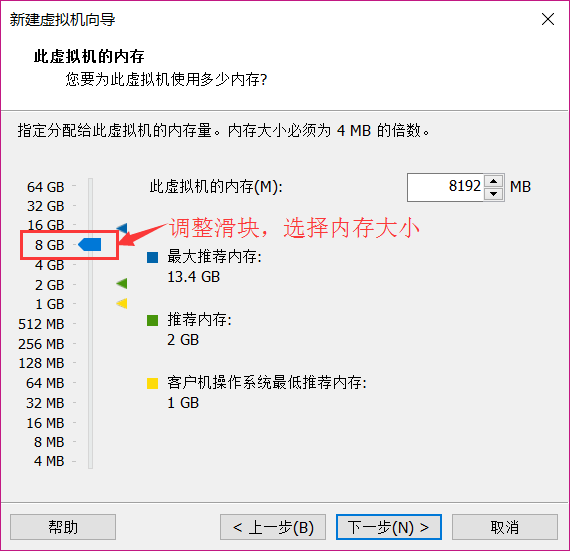 新建虚拟机向导
此虚拟机的内存
您要为此虚拟机使用多少内存?
指定分配给此虚拟机的内存量。内存大小必须为 4 MB 的倍数。
64 GB
32 GB
16 GB
8 GB
4 GB
2 GB
1 GB
512 MB
256 MB
128 MB
64 MB
32 MB
16 MB
8 MB
4 MB
此虚拟机的内存(M):
8192 MB
调整滑块，选择内存大小
最大推荐内存:
13.4 GB
推荐内存:
2 GB
客户机操作系统最低推荐内存:
1 GB
帮助
< 上一步(B)
下一步(N) >
取消